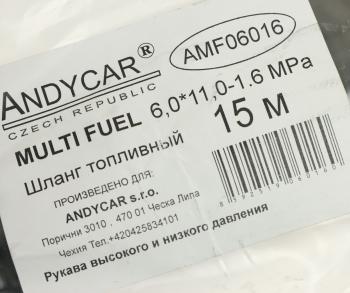 ANDYCAR®
CZECH REPUBLIC
AMF06016
MULTI FUEL 6,0*11,0-1.6 MPa
Шланг топливный
15 м
ПРОИЗВЕДЕНО ДЛЯ:
ANDYCAR s.r.o.
Порични 3010 , 470 01 Ческа Липа
Чехия Тел.+420425834101
Рукава высокого и низкого давления